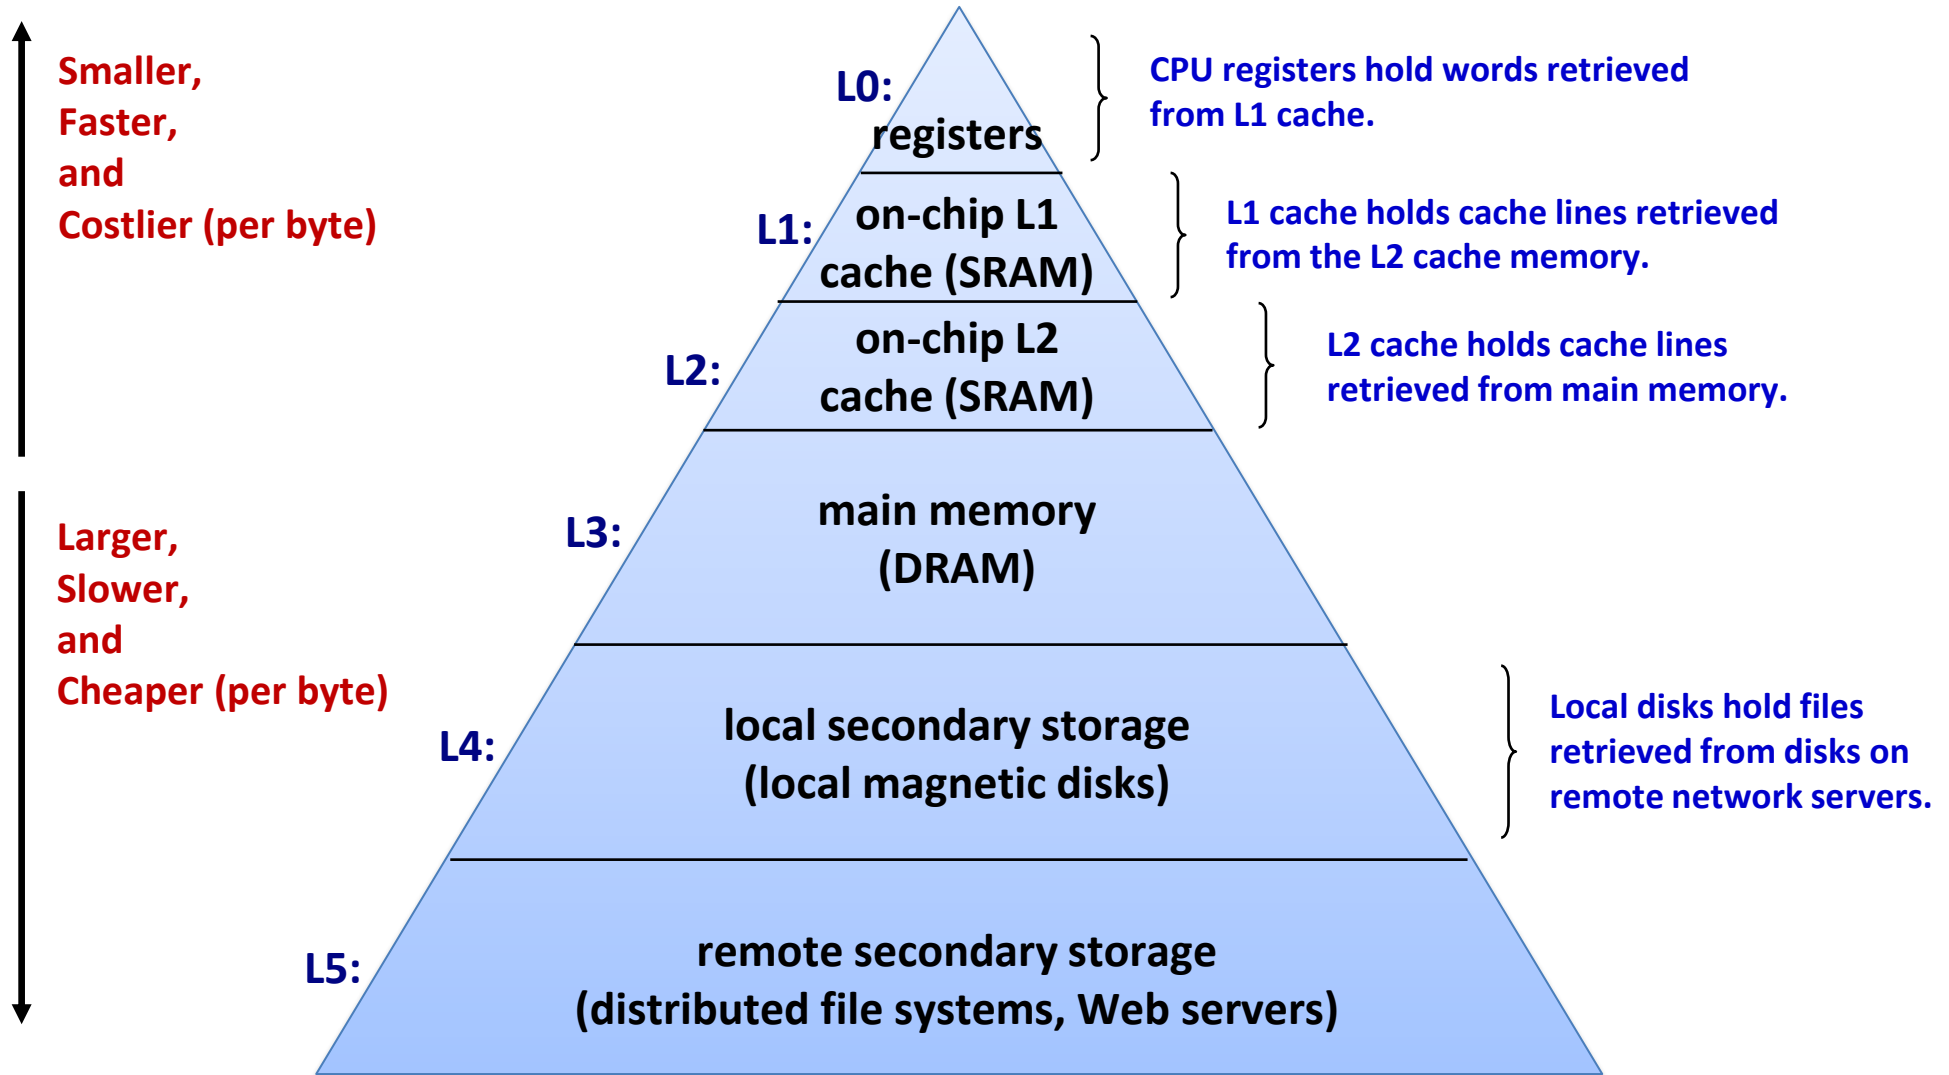 Smaller,
Faster,
and
Costlier (per byte)
Larger,
Slower,
and
Cheaper (per byte)
L0:
registers
CPU registers hold words retrieved
from L1 cache.
L1:
on-chip L1
cache (SRAM)
L1 cache holds cache lines retrieved
from the L2 cache memory.
L2:
on-chip L2
cache (SRAM)
L2 cache holds cache lines
retrieved from main memory.
L3:
main memory
(DRAM)
L4:
local secondary storage
(local magnetic disks)
Local disks hold files
retrieved from disks on
remote network servers.
L5:
remote secondary storage
(distributed file systems, Web servers)